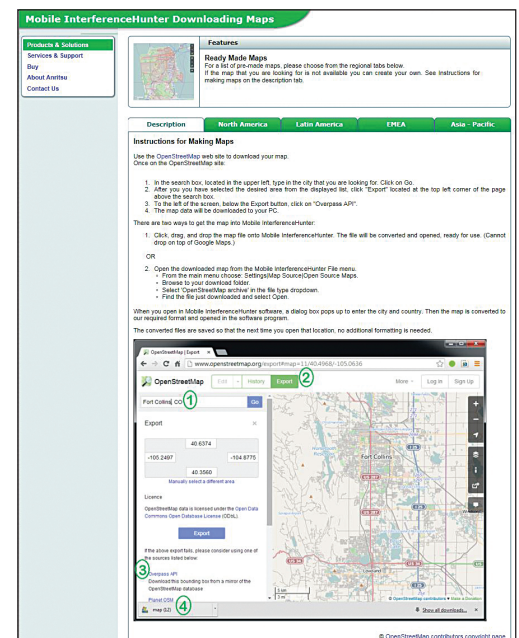 Mobile InterferenceHunter Downloading Maps
Products & Solutions
Services & Support
Buy
About Anritsu
Contact Us
Features
Ready Made Maps
For a list of pre-made maps, please choose from the regional tabs below.
If the map that you are looking for is not available you can create your own. See Instructions for
making maps on the description tab.
Description
North America
Latin America
EMEA
Asia - Pacific
Instructions for Making Maps
Use the OpenStreetMap web site to download your map.
Once on the OpenStreetMap site:
1. In the search box, located in the upper left, type in the city that you are looking for. Click on Go.
2. After you you have selected the desired area from the displayed list, click "Export" located at the top left corner of the page
above the search box.
3. To the left of the screen, below the Export button, click on "Overpass API".
4. The map data will be downloaded to your PC.
There are two ways to get the map into Mobile InterferenceHunter:
1. Click, drag, and drop the map file onto Mobile InterferenceHunter. The file will be converted and opened, ready for use. (Cannot
drop on top of Google Maps.)
OR
2. Open the downloaded map from the Mobile InterferenceHunter File menu.
• From the main menu choose: Settings|Map Source|Open Source Maps.
• Browse to your download folder.
• Select 'OpenStreetMap archive' in the file type dropdown.
• Find the file just downloaded and select Open.
When you open in Mobile InterferenceHunter software, a dialog box pops up to enter the city and country. Then the map is converted to
our required format and opened in the software program.
The converted files are saved so that the next time you open that location, no additional formatting is needed.
OpenStreetMap | Export
www.openstreetmap.org/export#map=11/40.4968/-105.0636
OpenStreetMap
Edit
History
Export
2
More
Log in
Sign Up
Fort Collins, CO
1
Go
Export
40.6374
-105.2497
-104.8775
40.3560
Manually select a different area
Licence
OpenStreetMap data is licensed under the Open Data
Commons Open Database License (ODbL).
Export
If the above export fails, please consider using one of
the sources listed below:
3
Overpass API
Download this bounding box from a mirror of the
OpenStreetMap database
Planet OSM
Fort Collins
Loveland
5 km
3 mi
© OpenStreetMap contributors ♥ Make a Donation
map (12)
4
Show all downloads...
© OpenStreetMap contributors copyright page